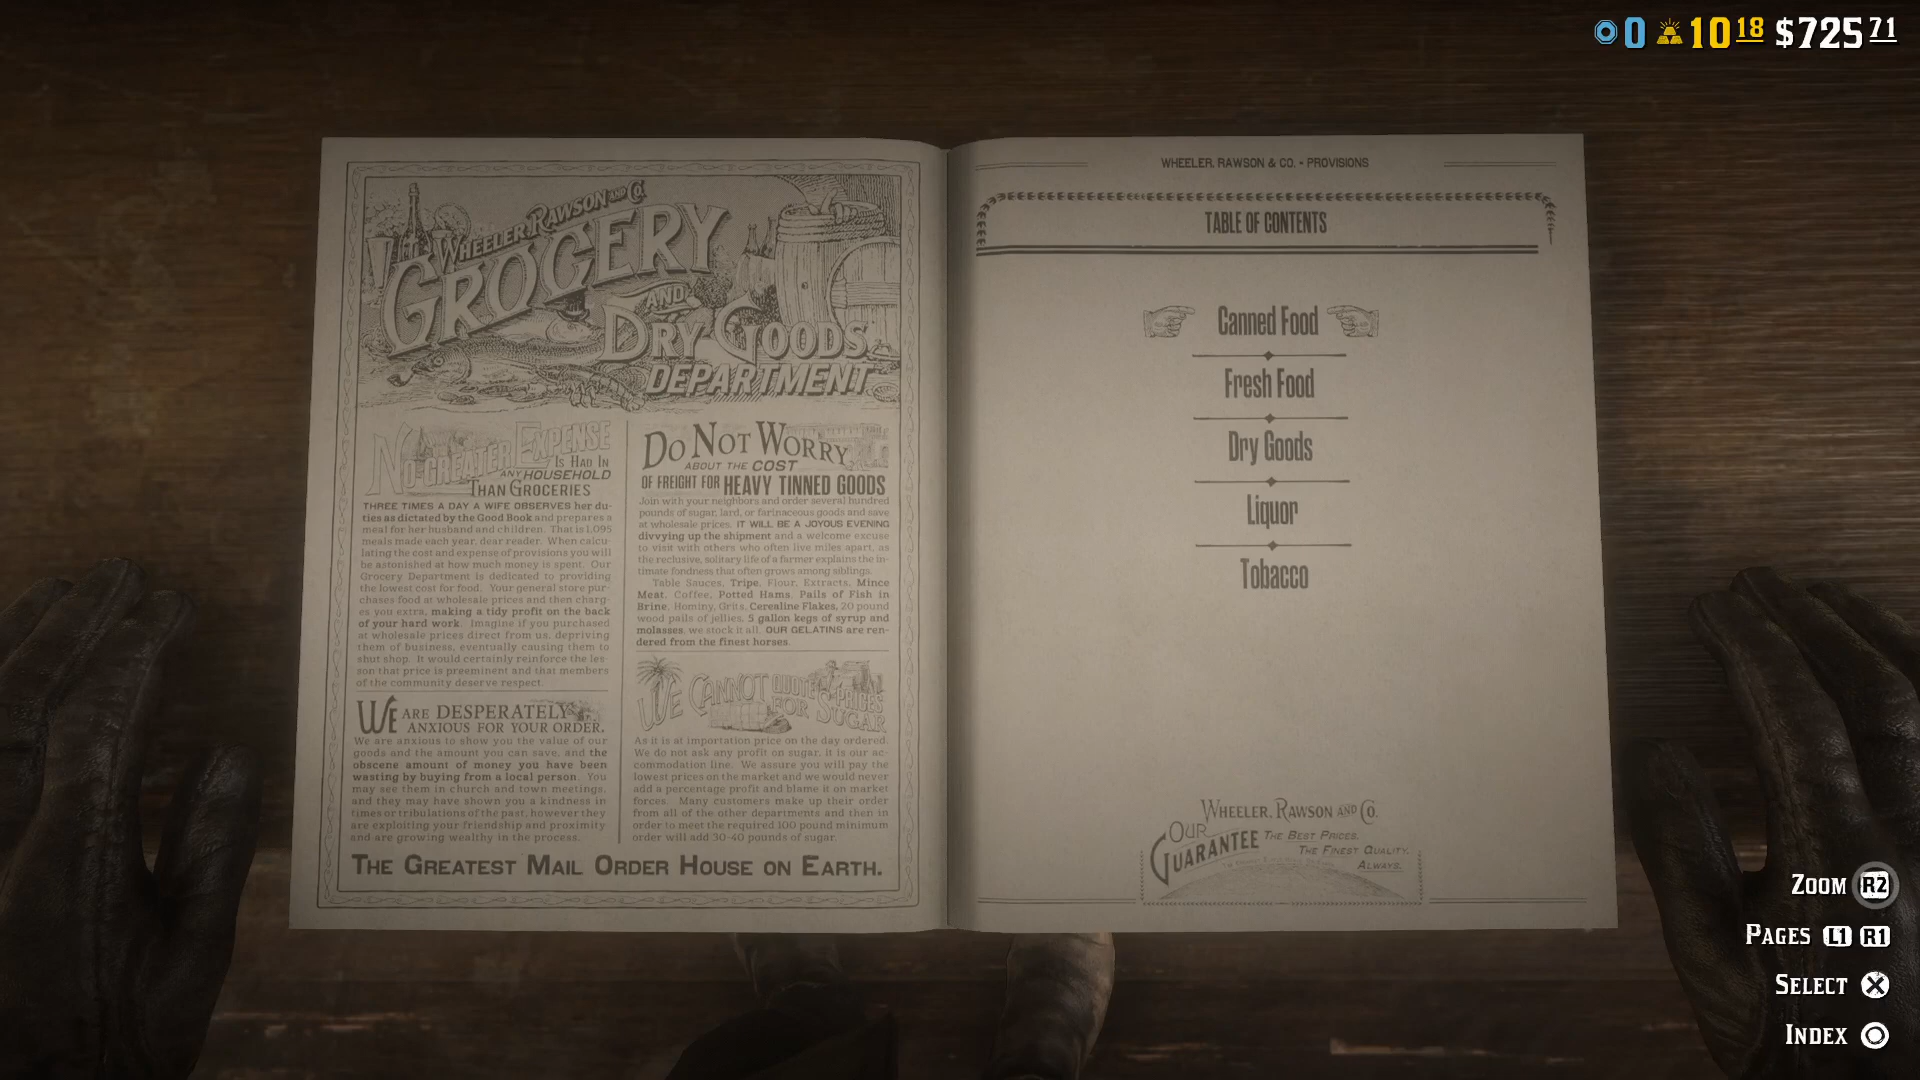 0 10 18 $725 71
WHEELER, RAWSON AND CO.
GROCERY
AND
DRY GOODS
DEPARTMENT
NO GREATER EXPENSE
IS HAD IN
ANY HOUSEHOLD
THAN GROCERIES
THREE TIMES A DAY A WIFE OBSERVES her du-
ties as dictated by the Good Book and prepares a
meal for her husband and children. That is 1,095
meals made each year, dear reader. When calcu-
lating the cost and expense of provisions you will
be astonished at how much money is spent. Our
Grocery Department is dedicated to providing
the lowest cost for food. Your general store pur-
chases food at wholesale prices and then charg-
es you extra, making a tidy profit on the back
of your hard work. Imagine if you purchased
at wholesale prices direct from us, depriving
them of business, eventually causing them to
shut shop. It would certainly reinforce the les-
son that price is preeminent and that members
of the community deserve respect.
WE ARE DESPERATELY
ANXIOUS FOR YOUR ORDER.
We are anxious to show you the value of our
goods and the amount you can save, and the
obscene amount of money you have been
wasting by buying from a local person. You
may see them in church and town meetings,
and they may have shown you a kindness in
times or tribulations of the past, however they
are exploiting your friendship and proximity
and are growing wealthy in the process.
DO NOT WORRY
ABOUT THE COST
OF FREIGHT FOR HEAVY TINNED GOODS
Join with your neighbors and order several hundred
pounds of sugar, lard, or farinaceous goods and save
at wholesale prices. IT WILL BE A JOYOUS EVENING
divvying up the shipment and a welcome excuse
to visit with others who often live miles apart, as
the reclusive, solitary life of a farmer explains the in-
timate fondness that often grows among siblings.
Table Sauces, Tripe, Flour, Extracts, Mince
Meat, Coffee, Potted Hams, Pails of Fish in
Brine, Hominy, Grits, Cerealine Flakes, 20 pound
wood pails of jellies, 5 gallon kegs of syrup and
molasses, we stock it all. OUR GELATINS are ren-
dered from the finest horses.
WE CANNOT QUOTE PRICES FOR SUGAR
As it is at importation price on the day ordered.
We do not ask any profit on sugar. It is our ac-
commodation line. We assure you will pay the
lowest prices on the market and we would never
add a percentage profit and blame it on market
forces. Many customers make up their order
from all of the other departments and then in
order to meet the required 100 pound minimum
order will add 30-40 pounds of sugar.
THE GREATEST MAIL ORDER HOUSE ON EARTH.
WHEELER, RAWSON & CO. - PROVISIONS
TABLE OF CONTENTS
Canned Food
Fresh Food
Dry Goods
Liquor
Tobacco
WHEELER, RAWSON AND CO.
OUR GUARANTEE
THE BEST PRICES.
THE FINEST QUALITY.
ALWAYS.
ZOOM R2
PAGES L1 R1
SELECT
INDEX